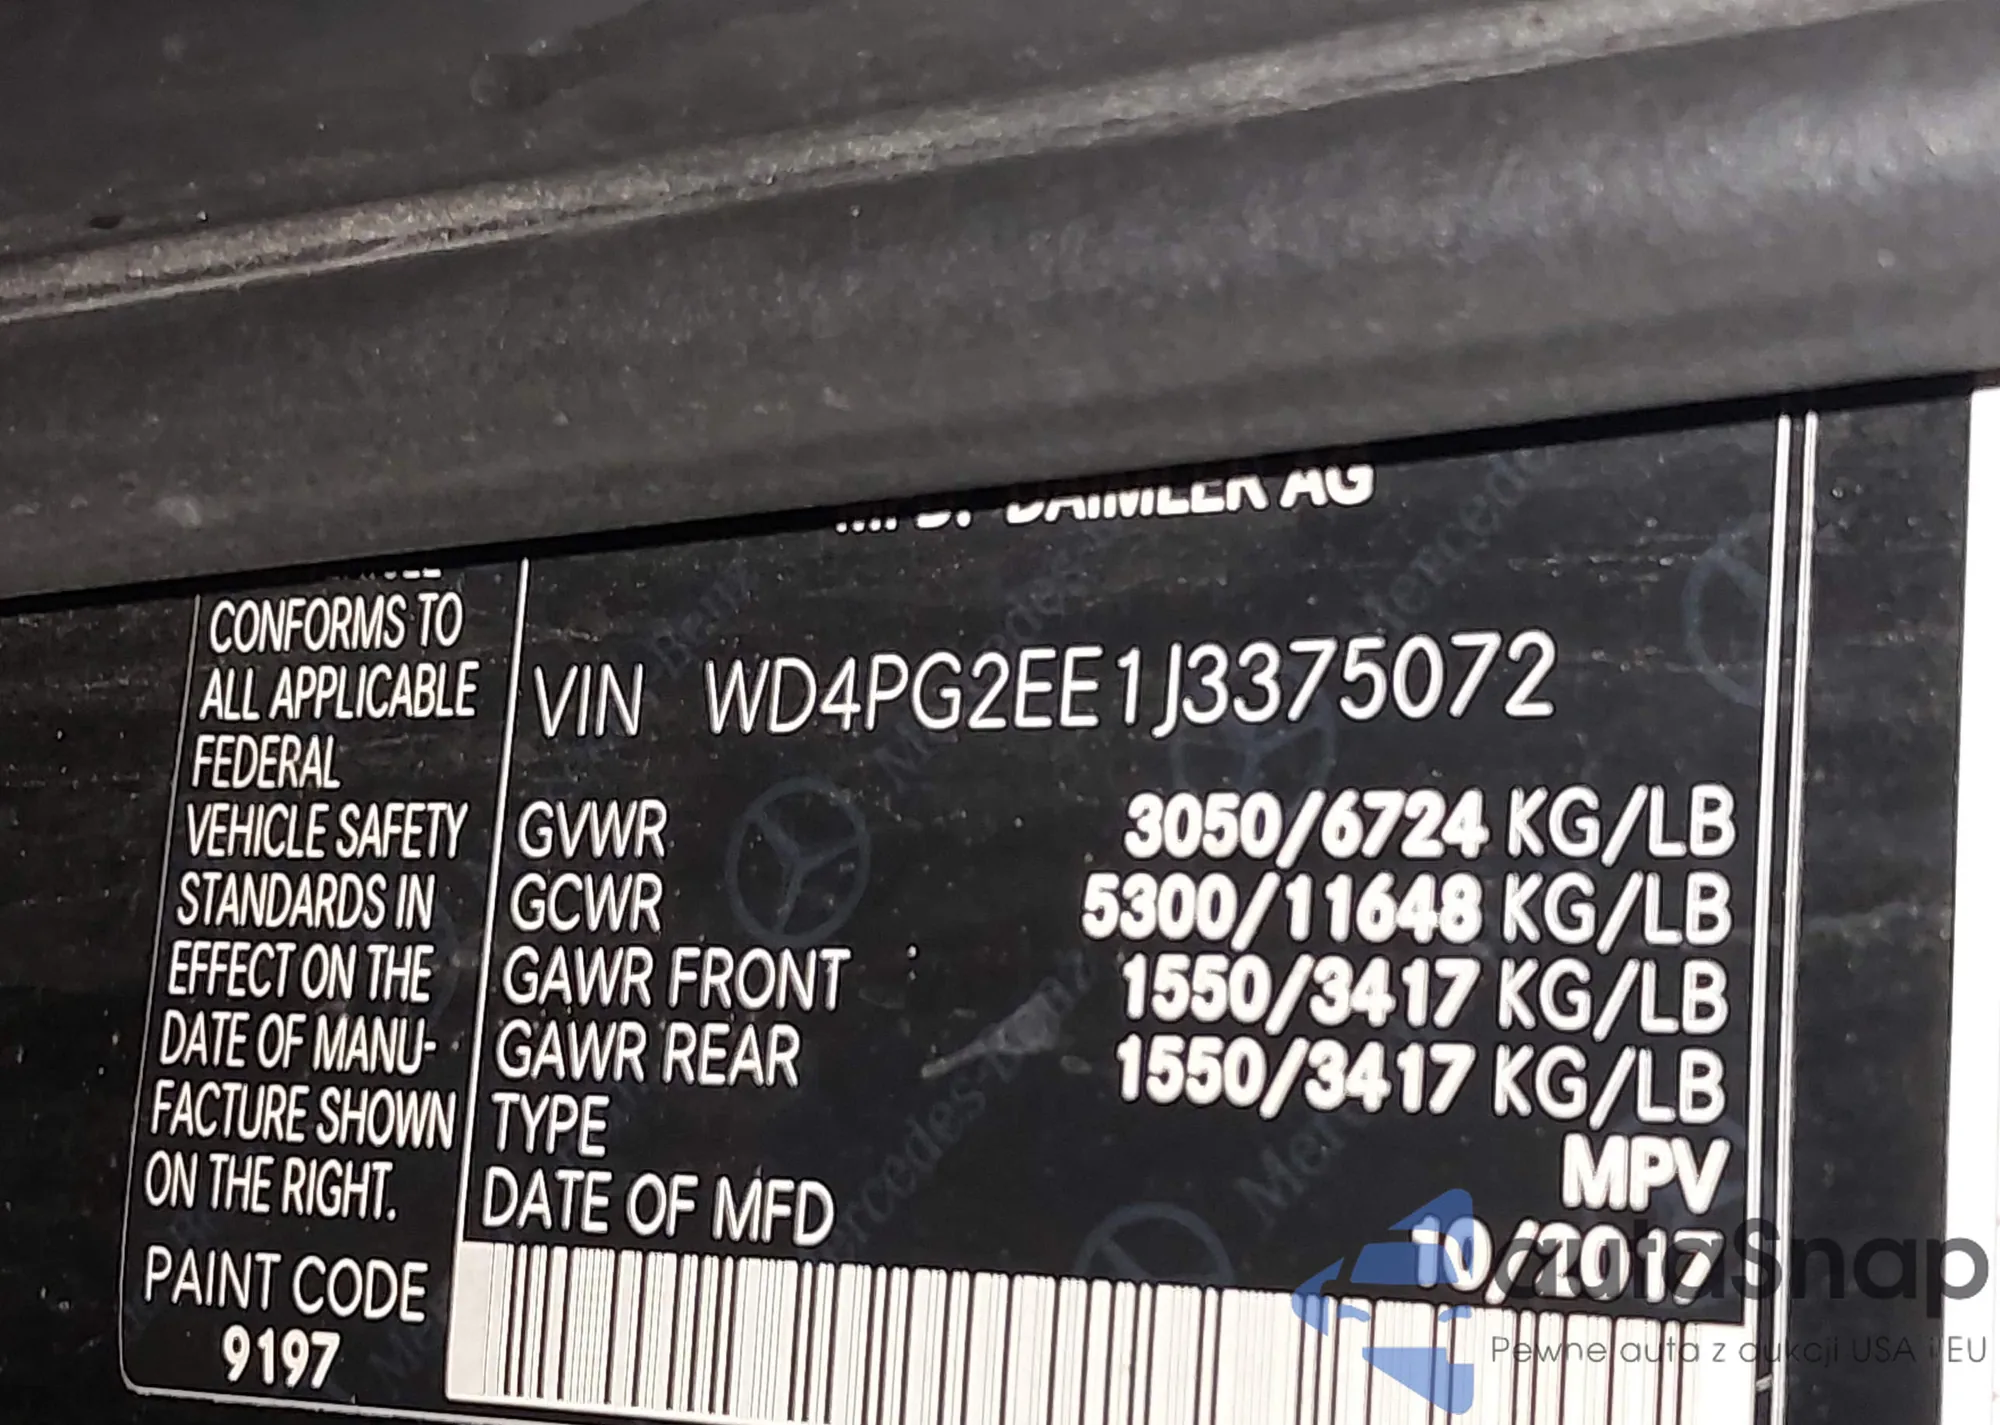 MFD. DAIMLER AG
CONFORMS TO
ALL APPLICABLE
FEDERAL
VEHICLE SAFETY
STANDARDS IN
EFFECT ON THE
DATE OF MANU-
FACTURE SHOWN
ON THE RIGHT.
PAINT CODE
9197
VIN WD4PG2EE1J3375072
GVWR 3050/6724 KG/LB
GCWR 5300/11648 KG/LB
GAWR FRONT 1550/3417 KG/LB
GAWR REAR 1550/3417 KG/LB
TYPE MPV
DATE OF MFD 10/2017
autaSnap
Pewne auta z aukcji USA i EU